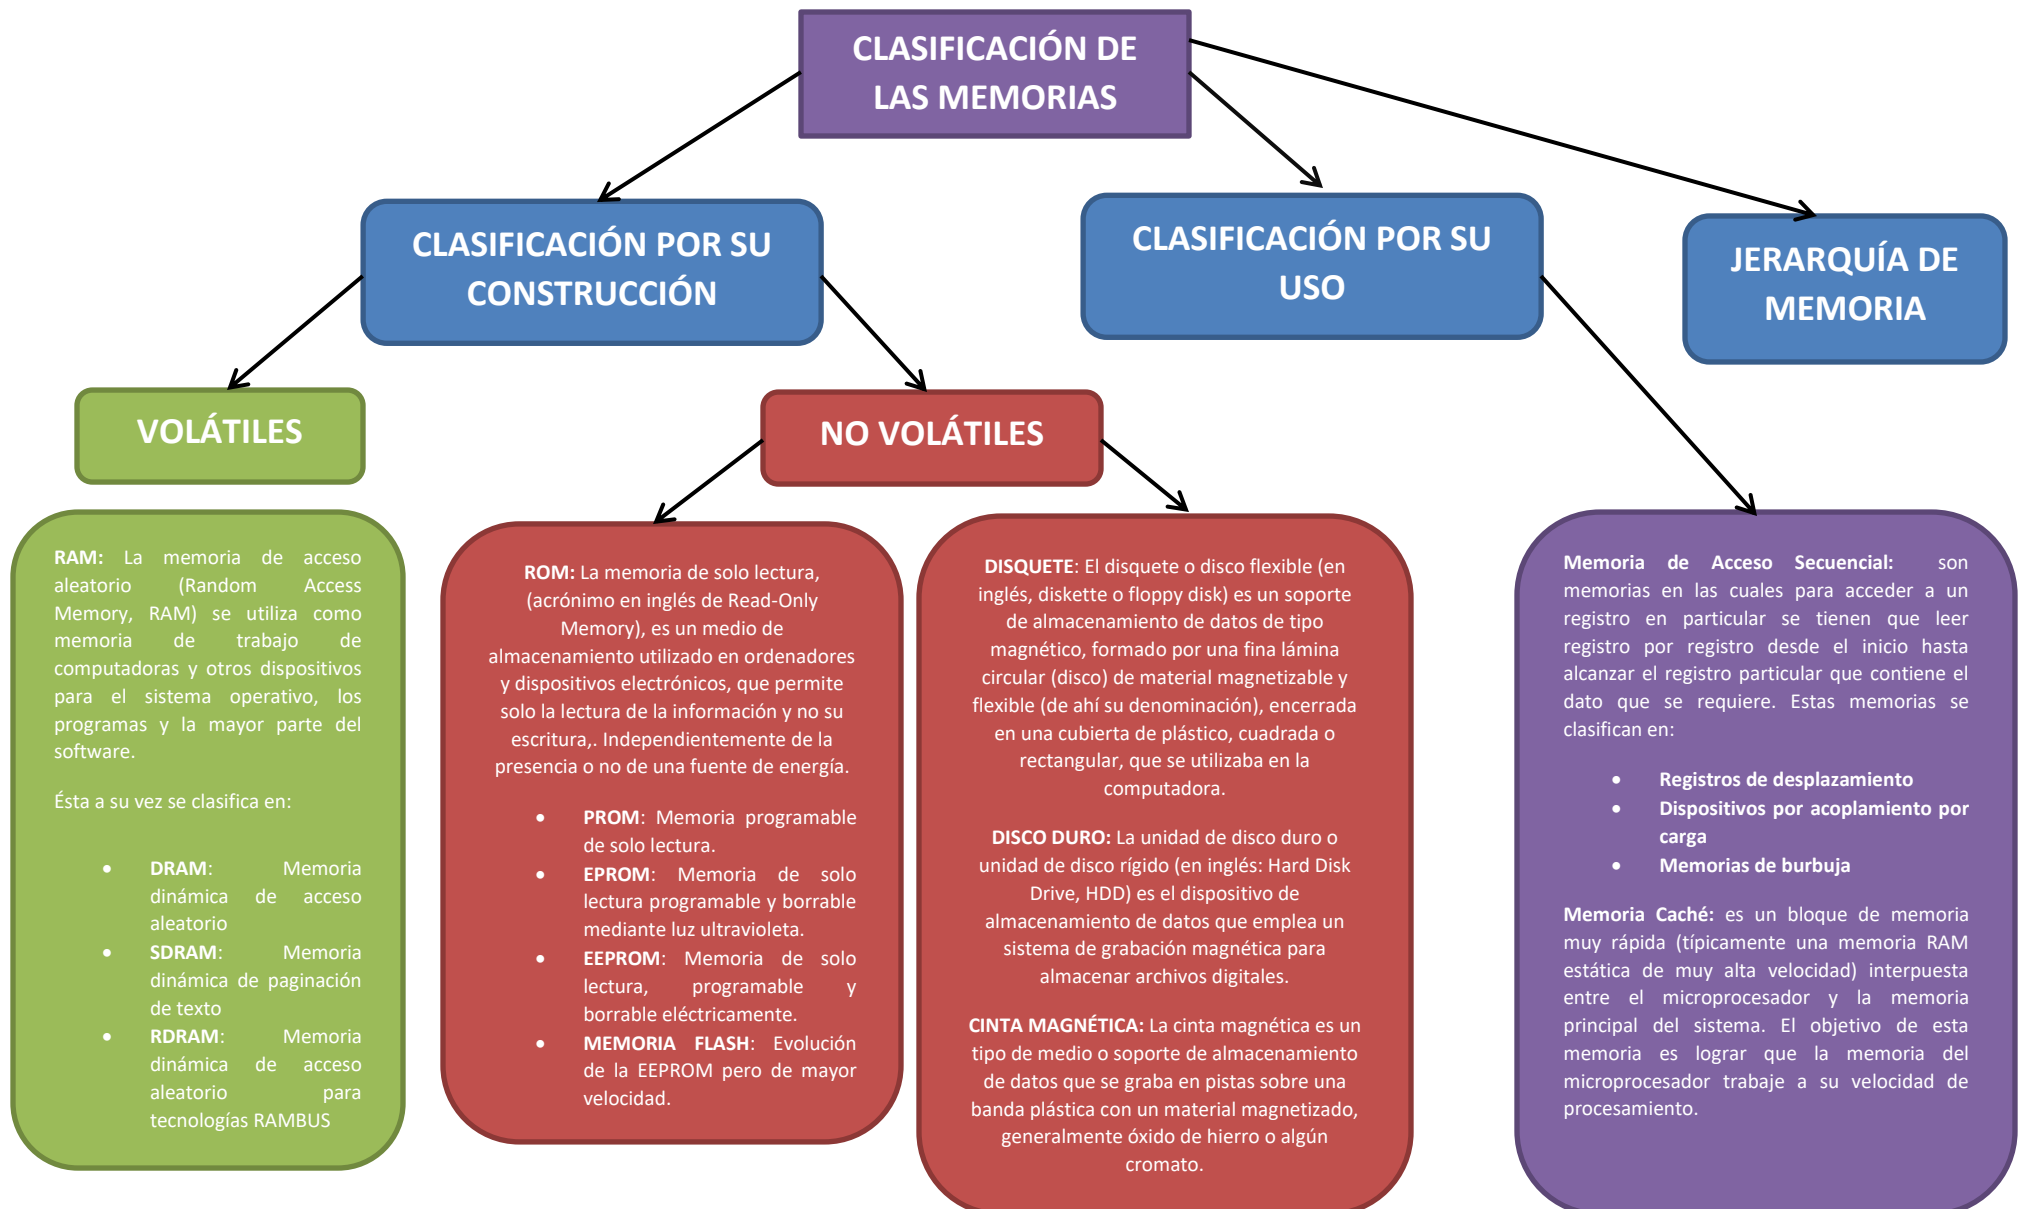 CLASIFICACIÓN DE
LAS MEMORIAS
CLASIFICACIÓN POR SU
CONSTRUCCIÓN
CLASIFICACIÓN POR SU
USO
JERARQUÍA DE
MEMORIA
VOLÁTILES
NO VOLÁTILES
RAM: La memoria de acceso
aleatorio (Random Access
Memory, RAM) se utiliza como
memoria de trabajo de
computadoras y otros dispositivos
para el sistema operativo, los
programas y la mayor parte del
software.
Ésta a su vez se clasifica en:
• DRAM: Memoria
dinámica de acceso
aleatorio
• SDRAM: Memoria
dinámica de paginación
de texto
• RDRAM: Memoria
dinámica de acceso
aleatorio para
tecnologías RAMBUS
ROM: La memoria de solo lectura,
(acrónimo en inglés de Read-Only
Memory), es un medio de
almacenamiento utilizado en ordenadores
y dispositivos electrónicos, que permite
solo la lectura de la información y no su
escritura,. Independientemente de la
presencia o no de una fuente de energía.
• PROM: Memoria programable
de solo lectura.
• EPROM: Memoria de solo
lectura programable y borrable
mediante luz ultravioleta.
• EEPROM: Memoria de solo
lectura, programable y
borrable eléctricamente.
• MEMORIA FLASH: Evolución
de la EEPROM pero de mayor
velocidad.
DISQUETE: El disquete o disco flexible (en
inglés, diskette o floppy disk) es un soporte
de almacenamiento de datos de tipo
magnético, formado por una fina lámina
circular (disco) de material magnetizable y
flexible (de ahí su denominación), encerrada
en una cubierta de plástico, cuadrada o
rectangular, que se utilizaba en la
computadora.
DISCO DURO: La unidad de disco duro o
unidad de disco rígido (en inglés: Hard Disk
Drive, HDD) es el dispositivo de
almacenamiento de datos que emplea un
sistema de grabación magnética para
almacenar archivos digitales.
CINTA MAGNÉTICA: La cinta magnética es un
tipo de medio o soporte de almacenamiento
de datos que se graba en pistas sobre una
banda plástica con un material magnetizado,
generalmente óxido de hierro o algún
cromato.
Memoria de Acceso Secuencial: son
memorias en las cuales para acceder a un
registro en particular se tienen que leer
registro por registro desde el inicio hasta
alcanzar el registro particular que contiene el
dato que se requiere. Estas memorias se
clasifican en:
• Registros de desplazamiento
• Dispositivos por acoplamiento por
carga
• Memorias de burbuja
Memoria Caché: es un bloque de memoria
muy rápida (típicamente una memoria RAM
estática de muy alta velocidad) interpuesta
entre el microprocesador y la memoria
principal del sistema. El objetivo de esta
memoria es lograr que la memoria del
microprocesador trabaje a su velocidad de
procesamiento.